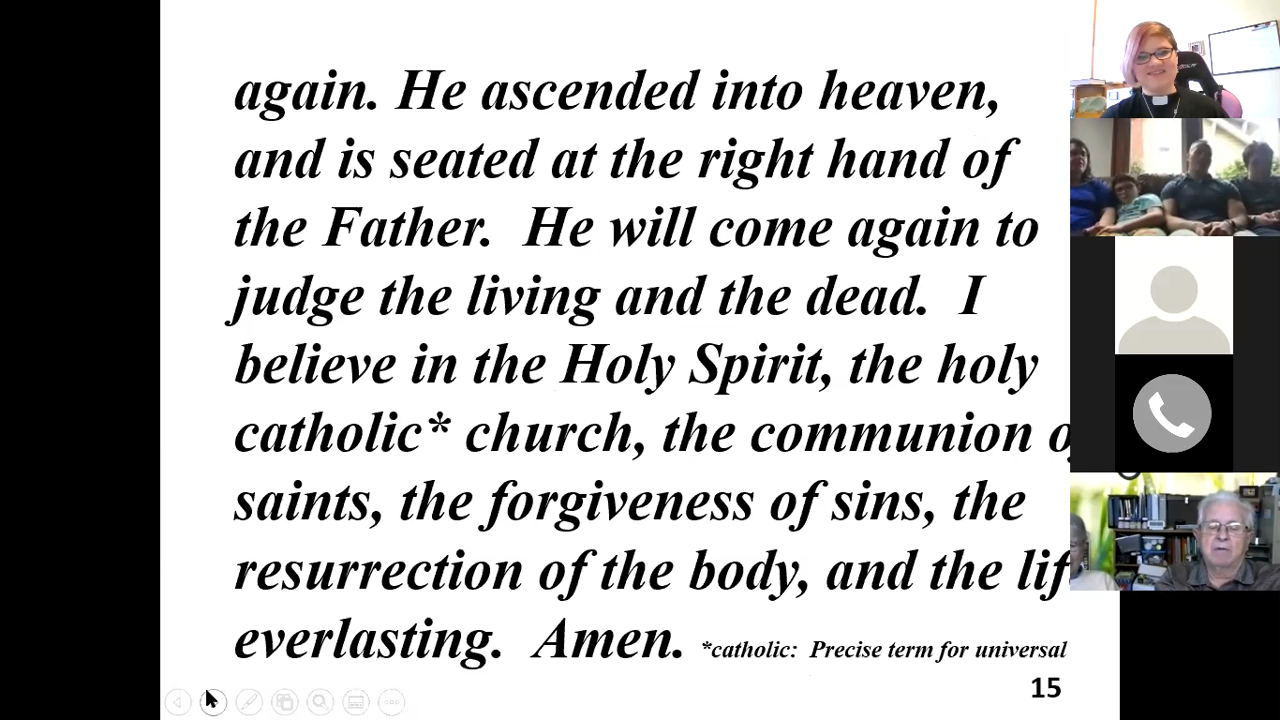 again. He ascended into heaven,
and is seated at the right hand of
the Father. He will come again to
judge the living and the dead. I
believe in the Holy Spirit, the holy
catholic* church, the communion o
saints, the forgiveness of sins, the
resurrection of the body, and the lif
everlasting. Amen. *catholic: Precise term for universal
15